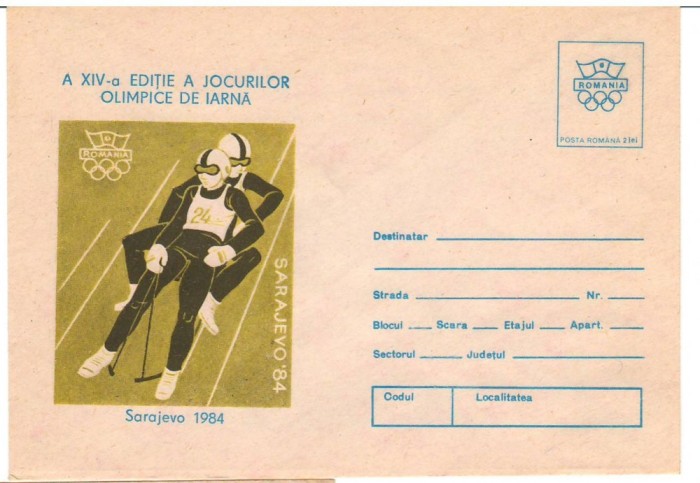 A XIV-a EDIȚIE A JOCURILOR
OLIMPICE DE IARNĂ
ROMANIA
24
SARAJEVO '84
Sarajevo 1984
ROMANIA
POSTA ROMÂNĂ 2 lei
Destinatar
Strada Nr.
Blocul Scara Etajul Apart.
Sectorul Județul
Codul Localitatea